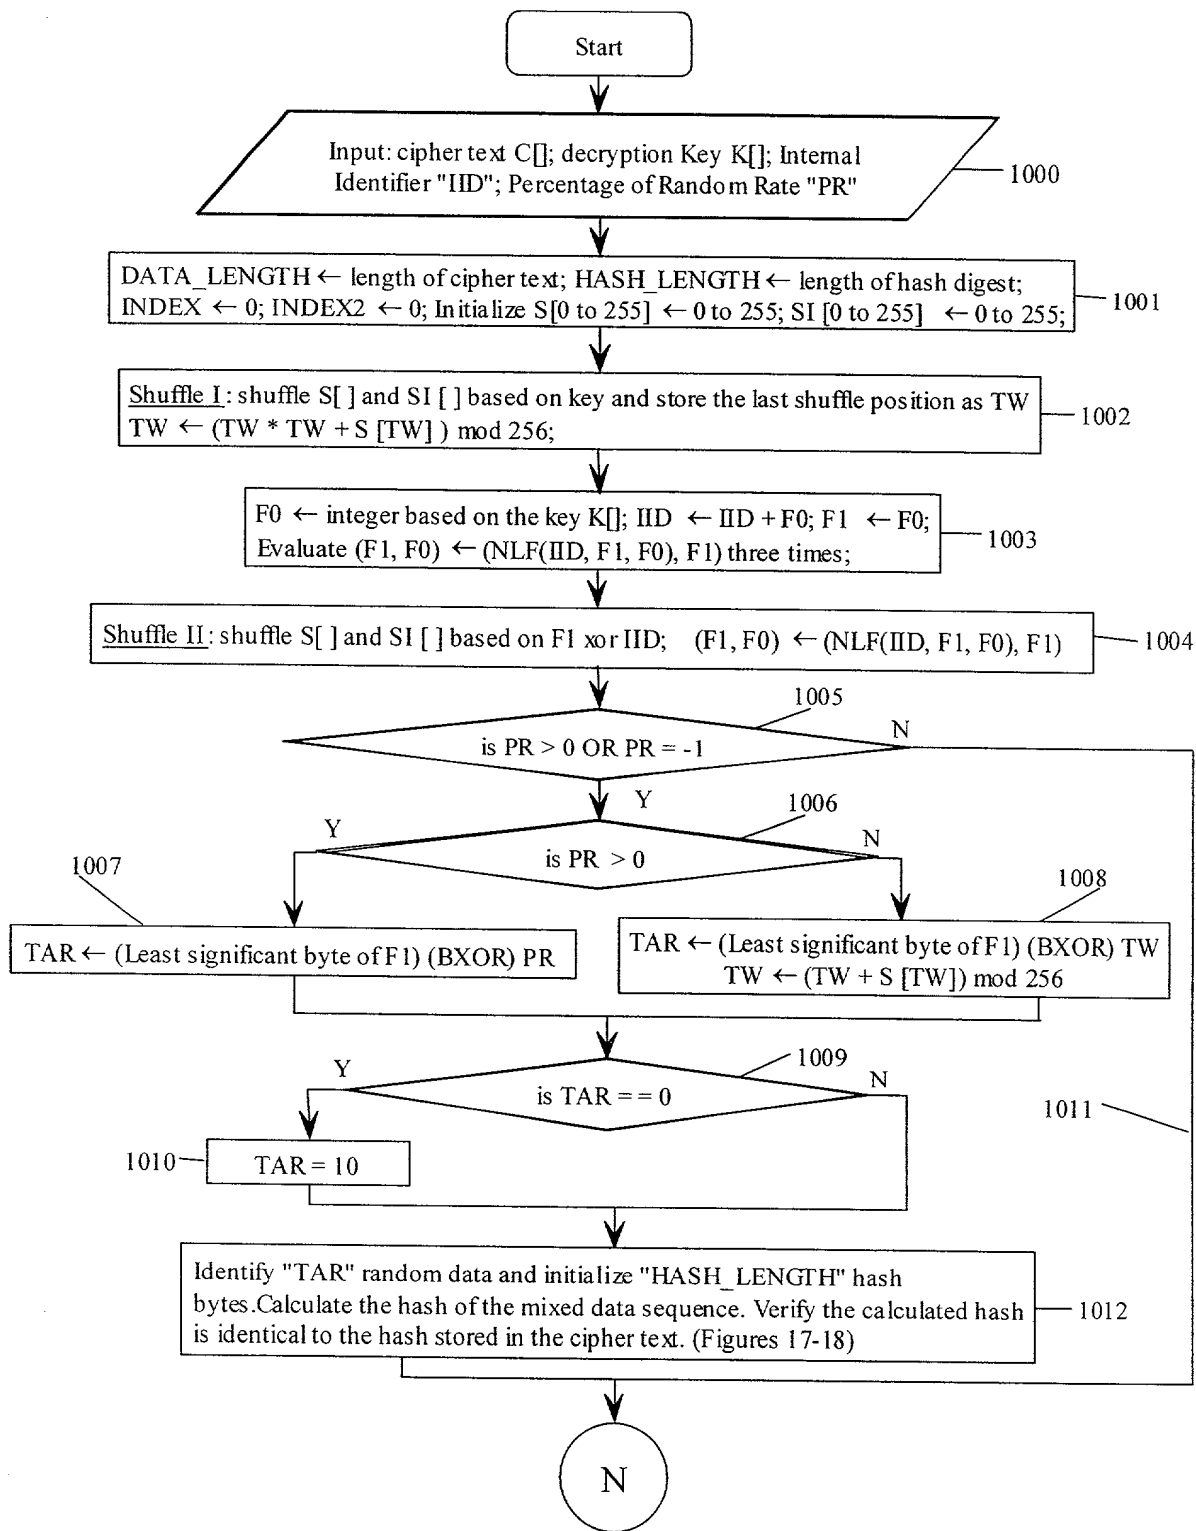 Start
Input: cipher text C[]; decryption Key K[]; Internal
Identifier "IID"; Percentage of Random Rate "PR"
1000
DATA_LENGTH ← length of cipher text; HASH_LENGTH ← length of hash digest;
INDEX ← 0; INDEX2 ← 0; Initialize S[0 to 255] ← 0 to 255; SI [0 to 255] ← 0 to 255;
1001
Shuffle I: shuffle S[ ] and SI [ ] based on key and store the last shuffle position as TW
TW ← (TW * TW + S [TW] ) mod 256;
1002
F0 ← integer based on the key K[]; IID ← IID + F0; F1 ← F0;
Evaluate (F1, F0) ← (NLF(IID, F1, F0), F1) three times;
1003
Shuffle II: shuffle S[ ] and SI [ ] based on F1 xor IID; (F1, F0) ← (NLF(IID, F1, F0), F1)
1004
1005
is PR > 0 OR PR = -1
N
Y
1006
Y
is PR > 0
N
1007
1008
TAR ← (Least significant byte of F1) (BXOR) PR
TAR ← (Least significant byte of F1) (BXOR) TW
TW ← (TW + S [TW]) mod 256
1009
Y
is TAR = = 0
N
1011
1010
TAR = 10
Identify "TAR" random data and initialize "HASH_LENGTH" hash
bytes.Calculate the hash of the mixed data sequence. Verify the calculated hash
is identical to the hash stored in the cipher text. (Figures 17-18)
1012
N